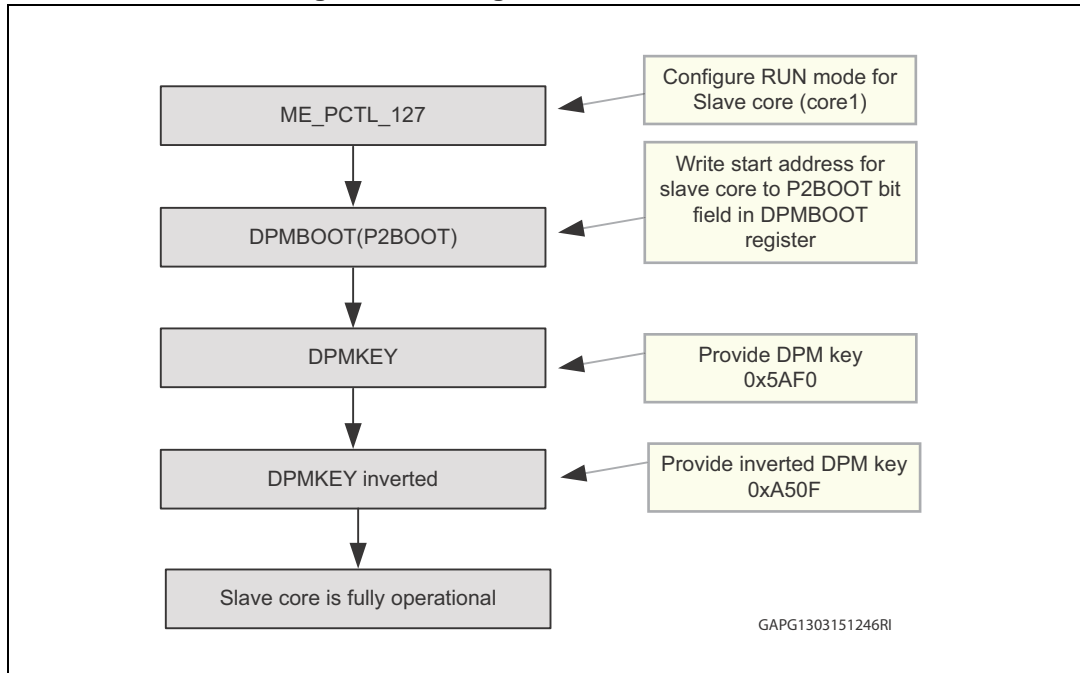 ME_PCTL_127
Configure RUN mode for
Slave core (core1)
DPMBOOT(P2BOOT)
Write start address for
slave core to P2BOOT bit
field in DPMBOOT
register
DPMKEY
Provide DPM key
0x5AF0
DPMKEY inverted
Provide inverted DPM key
0xA50F
Slave core is fully operational
GAPG1303151246RI